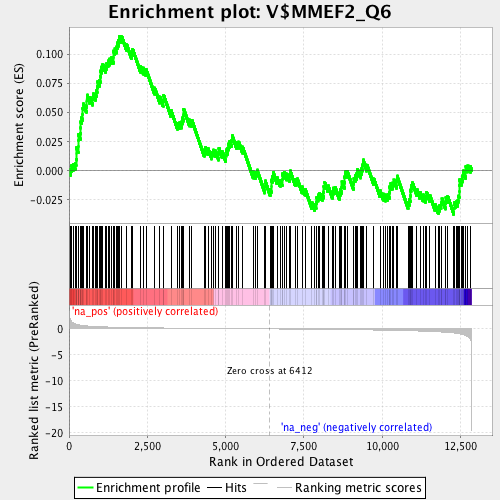 Enrichment plot: V$MMEF2_Q6
Enrichment score (ES)
0.100
0.075
0.050
0.025
0.000
-0.025
'na_pos' (positively correlated)
Ranked list metric (PreRanked)
0
-5
-10
-15
-20
Zero cross at 6412
'na_neg' (negatively correlated)
0 2,500 5,000 7,500 10,000 12,500
Rank in Ordered Dataset
Enrichment profile Hits Ranking metric scores